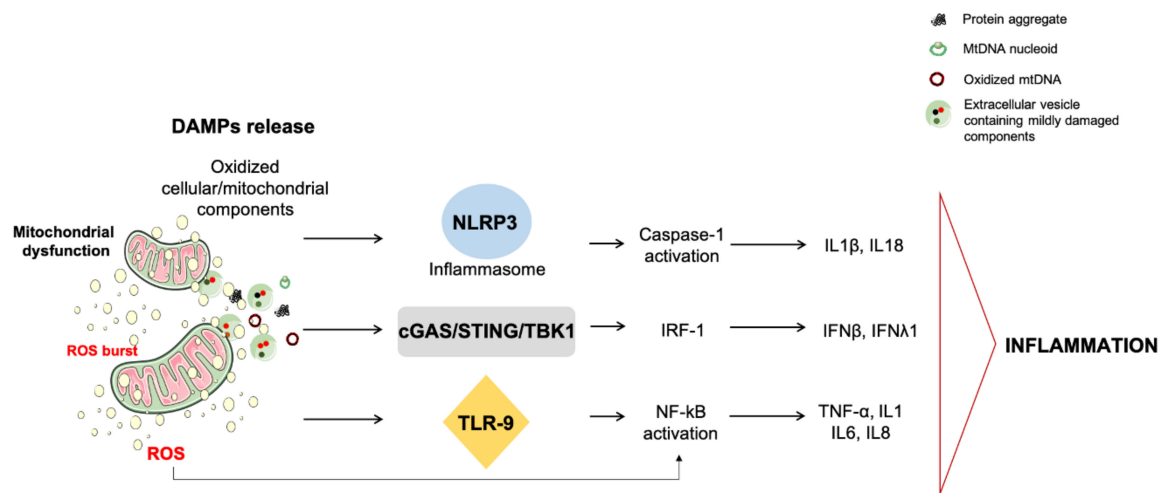 Protein aggregate
MtDNA nucleoid
Oxidized mtDNA
Extracellular vesicle
containing mildly damaged
components
DAMPs release
Oxidized
cellular/mitochondrial
components
Mitochondrial
dysfunction
ROS burst
ROS
NLRP3
Inflammasome
Caspase-1
activation
IL1β, IL18
cGAS/STING/TBK1
IRF-1
IFNβ, IFNλ1
TLR-9
NF-kB
activation
TNF-α, IL1
IL6, IL8
INFLAMMATION